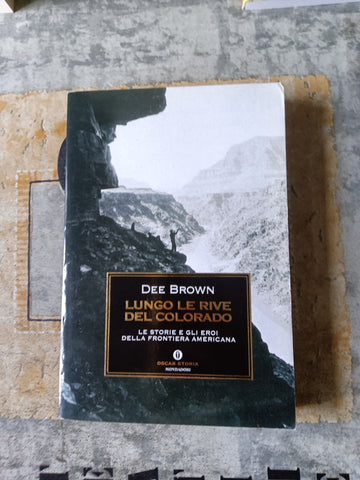 DEE BROWN
LUNGO LE RIVE
DEL COLORADO
LE STORIE E GLI EROI
DELLA FRONTIERA AMERICANA
OSCAR STORIA
MONDADORI